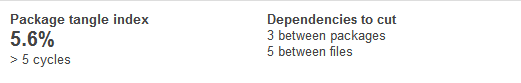 Package tangle index
5.6%
> 5 cycles
Dependencies to cut
3 between packages
5 between files